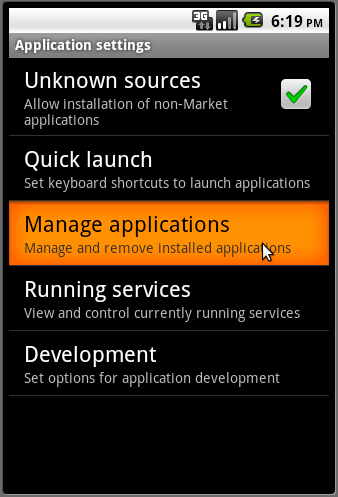 3G 6:19 PM
Application settings
Unknown sources
Allow installation of non-Market
applications
Quick launch
Set keyboard shortcuts to launch applications
Manage applications
Manage and remove installed applications
Running services
View and control currently running services
Development
Set options for application development